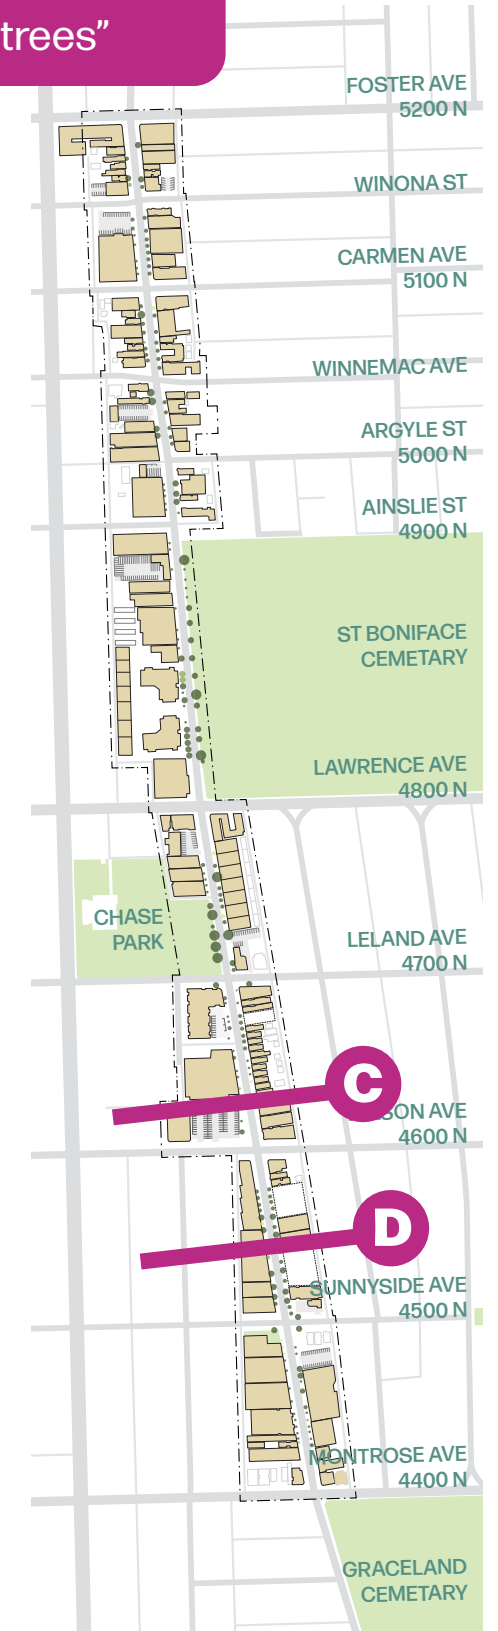 trees”
FOSTER AVE
5200 N
WINONA ST
CARMEN AVE
5100 N
WINNEMAC AVE
ARGYLE ST
5000 N
AINSLIE ST
4900 N
ST BONIFACE
CEMETARY
LAWRENCE AVE
4800 N
CHASE
PARK
LELAND AVE
4700 N
C
SON AVE
4600 N
D
SUNNYSIDE AVE
4500 N
MONTROSE AVE
4400 N
GRACELAND
CEMETARY